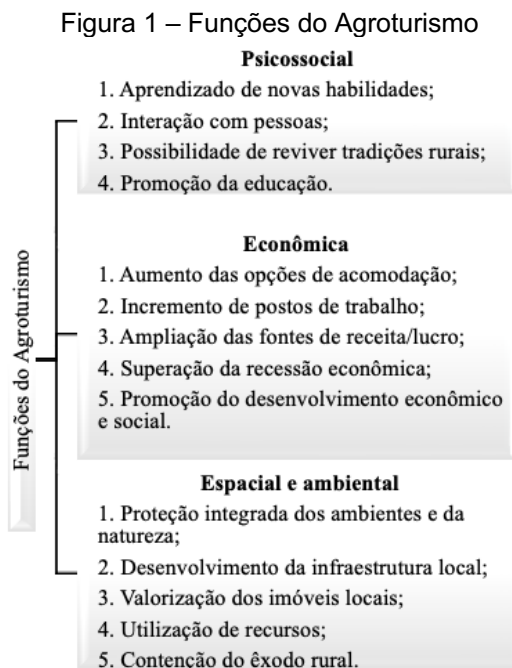 Figura 1 – Funções do Agroturismo
Psicossocial
1. Aprendizado de novas habilidades;
2. Interação com pessoas;
3. Possibilidade de reviver tradições rurais;
4. Promoção da educação.
Funções do Agroturismo
Econômica
1. Aumento das opções de acomodação;
2. Incremento de postos de trabalho;
3. Ampliação das fontes de receita/lucro;
4. Superação da recessão econômica;
5. Promoção do desenvolvimento econômico
e social.
Espacial e ambiental
1. Proteção integrada dos ambientes e da
natureza;
2. Desenvolvimento da infraestrutura local;
3. Valorização dos imóveis locais;
4. Utilização de recursos;
5. Contenção do êxodo rural.